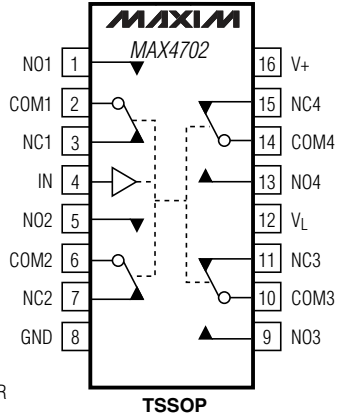 MAXIM
MAX4702
NO1 1
COM1 2
NC1 3
IN 4
NO2 5
COM2 6
NC2 7
GND 8
16 V+
15 NC4
14 COM4
13 NO4
12 VL
11 NC3
10 COM3
9 NO3
R
TSSOP